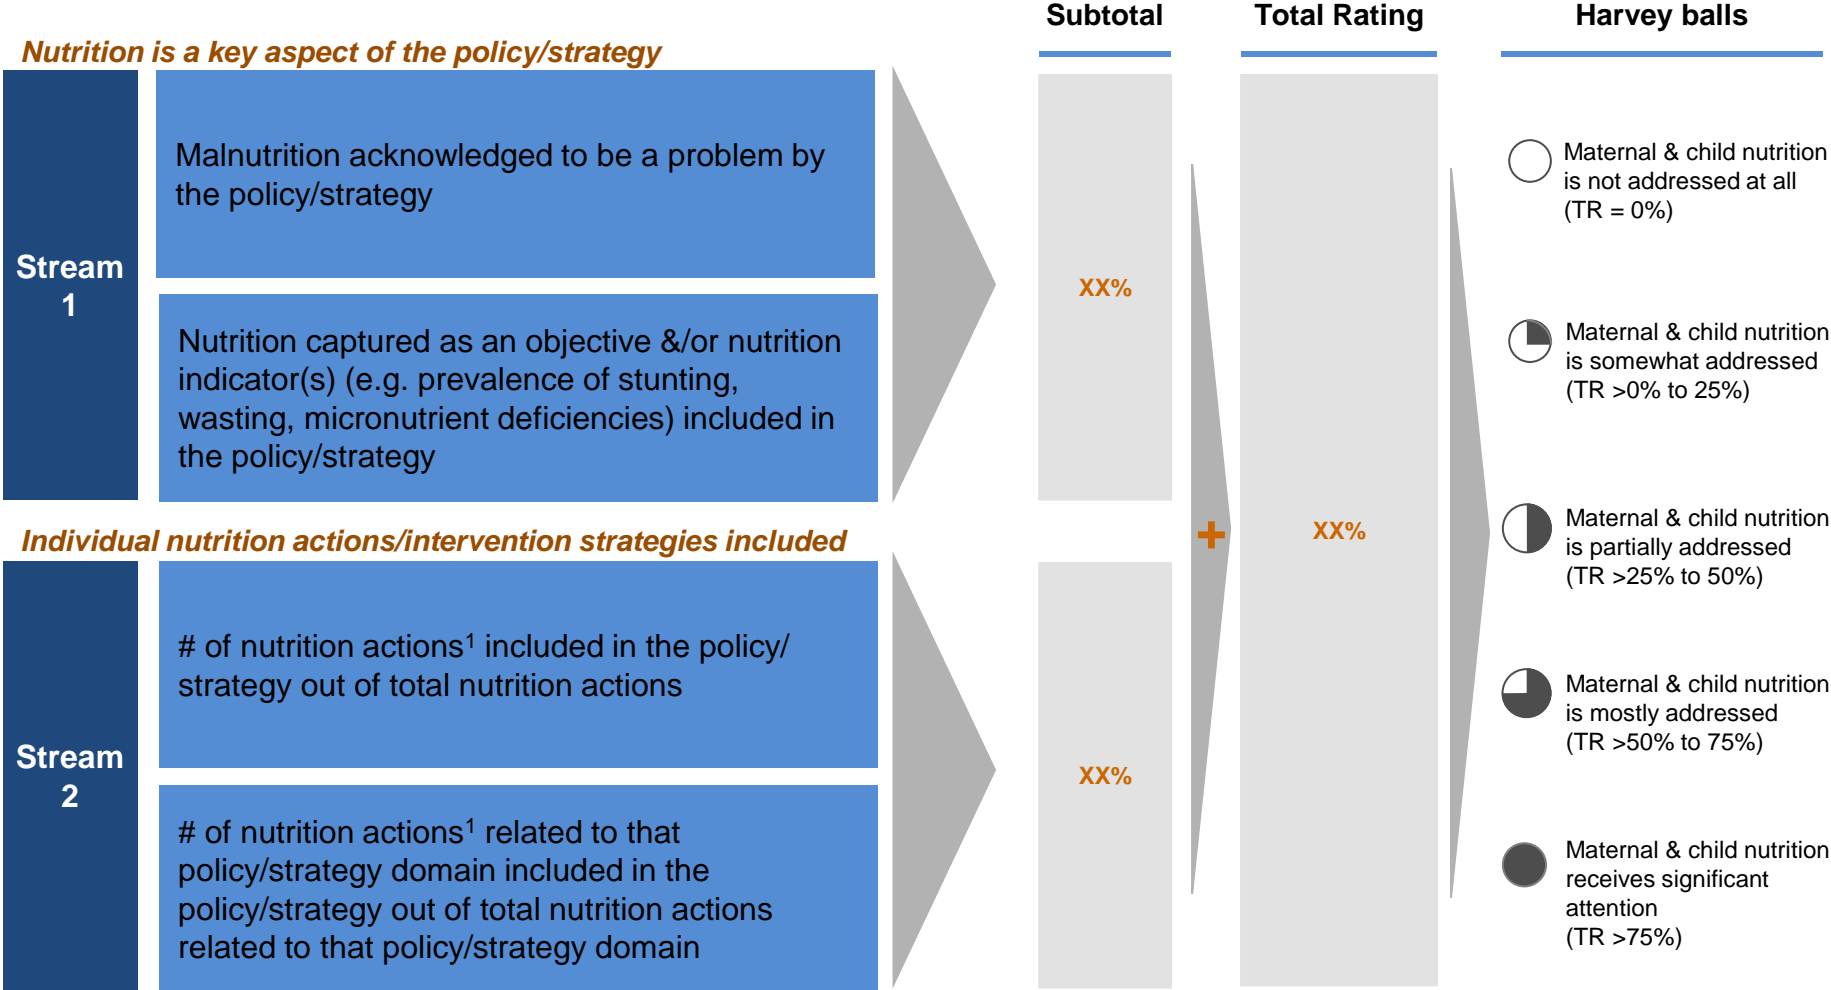 Subtotal
Total Rating
Harvey balls
Nutrition is a key aspect of the policy/strategy
Stream
1
Malnutrition acknowledged to be a problem by
the policy/strategy
Nutrition captured as an objective &/or nutrition
indicator(s) (e.g. prevalence of stunting,
wasting, micronutrient deficiencies) included in
the policy/strategy
XX%
Individual nutrition actions/intervention strategies included
Stream
2
# of nutrition actions¹ included in the policy/
strategy out of total nutrition actions
# of nutrition actions¹ related to that
policy/strategy domain included in the
policy/strategy out of total nutrition actions
related to that policy/strategy domain
XX%
+
XX%
Maternal & child nutrition
is not addressed at all
(TR = 0%)
Maternal & child nutrition
is somewhat addressed
(TR >0% to 25%)
Maternal & child nutrition
is partially addressed
(TR >25% to 50%)
Maternal & child nutrition
is mostly addressed
(TR >50% to 75%)
Maternal & child nutrition
receives significant
attention
(TR >75%)